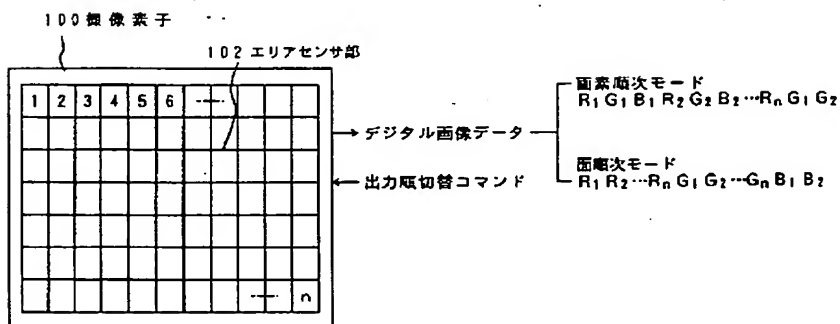 100 撮像素子
102 エリアセンサ部
1 2 3 4 5 6 ----
n
デジタル画像データ
出力順切替コマンド
画素順次モード
R₁ G₁ B₁ R₂ G₂ B₂ ··· Rₙ G₁ G₂
面順次モード
R₁ R₂ ··· Rₙ G₁ G₂ ··· Gₙ B₁ B₂